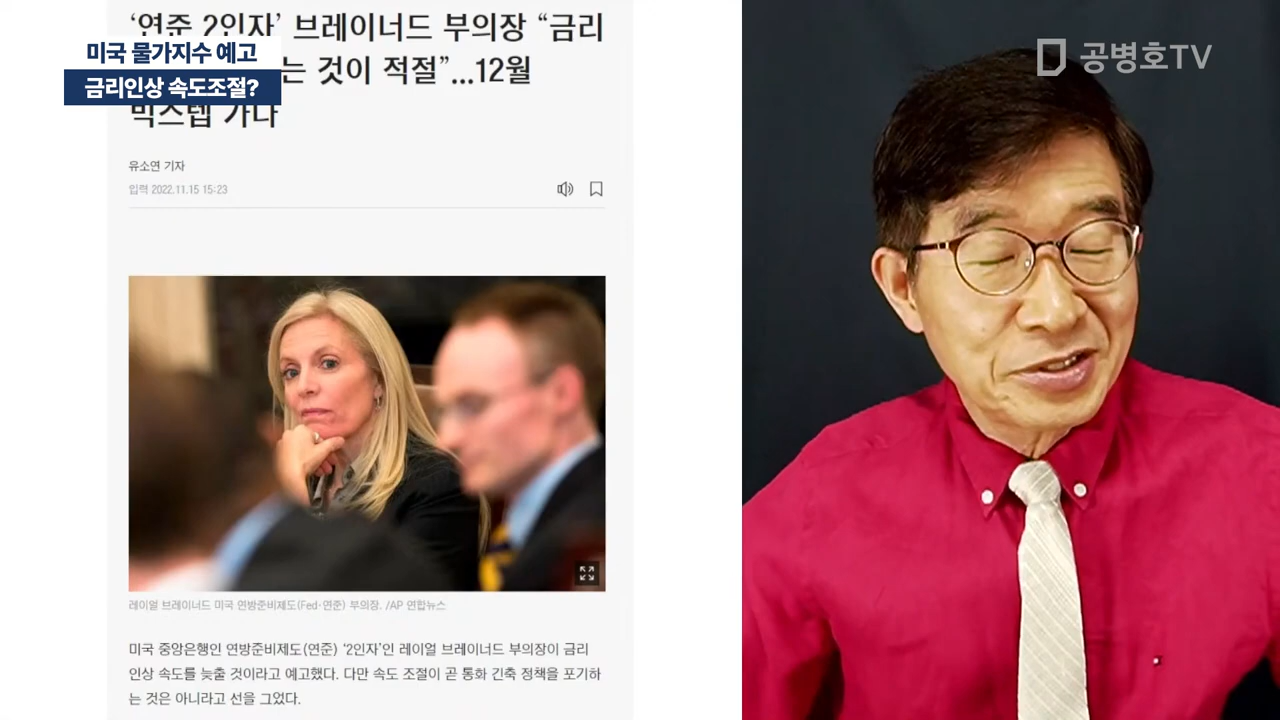 ‘연준 2인자’ 브레이너드 부의장 “금리
는 것이 적절”...12월
빅스텝 가나
미국 물가지수 예고
금리인상 속도조절?
공병호TV
유소연 기자
입력 2022.11.15 15:23
레이얼 브레이너드 미국 연방준비제도(Fed·연준) 부의장. /AP 연합뉴스
미국 중앙은행인 연방준비제도(연준) ‘2인자’인 레이얼 브레이너드 부의장이 금리
인상 속도를 늦출 것이라고 예고했다. 다만 속도 조절이 곧 통화 긴축 정책을 포기하
는 것은 아니라고 선을 그었다.